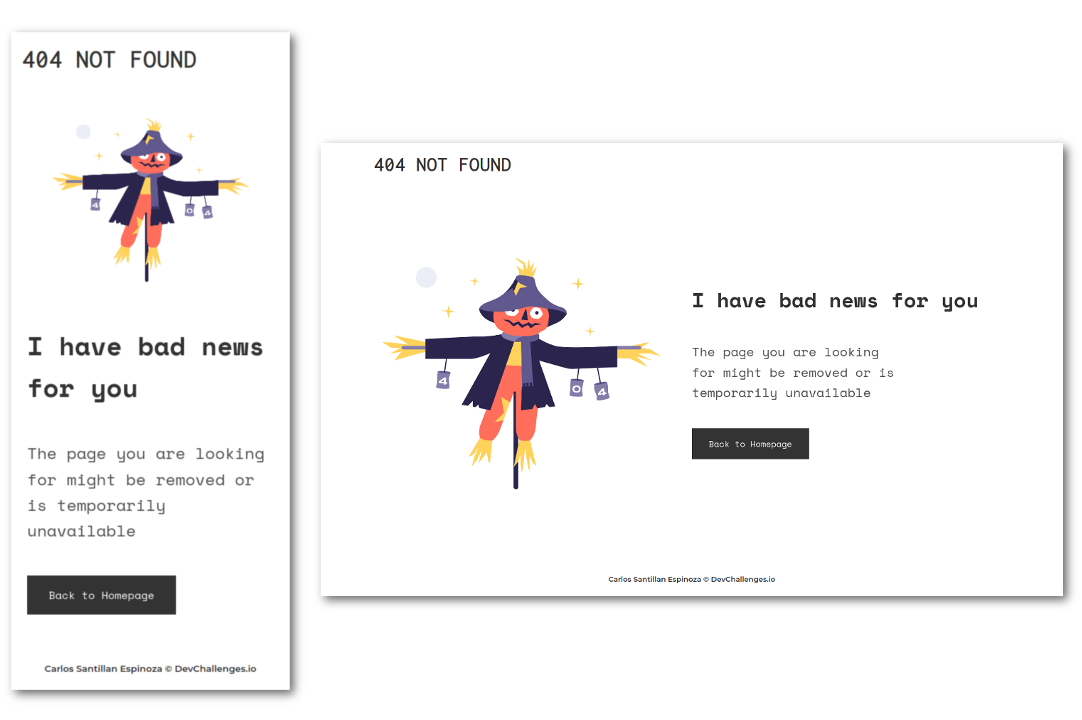 404 NOT FOUND
4
0
4
I have bad news
for you
The page you are looking
for might be removed or
is temporarily
unavailable
Back to Homepage
Carlos Santillan Espinoza © DevChallenges.io
404 NOT FOUND
4
0
4
I have bad news for you
The page you are looking
for might be removed or is
temporarily unavailable
Back to Homepage
Carlos Santillan Espinoza © DevChallenges.io